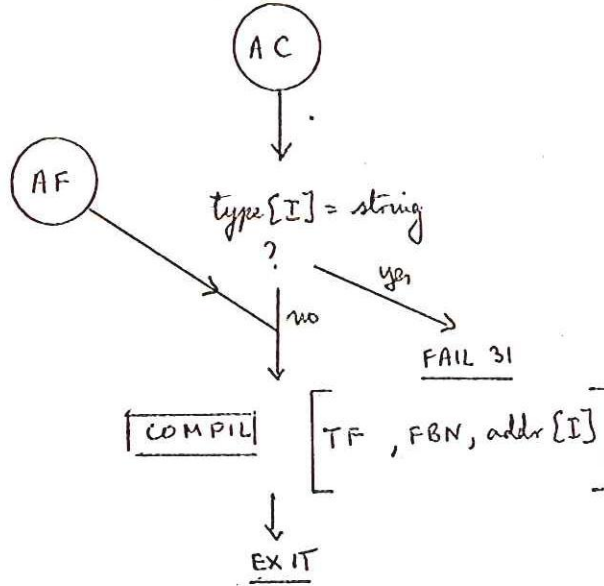 AC
AF
type[I] = string
?
yes
no
FAIL 31
COMPIL [TF, FBN, addr[I]]
EXIT